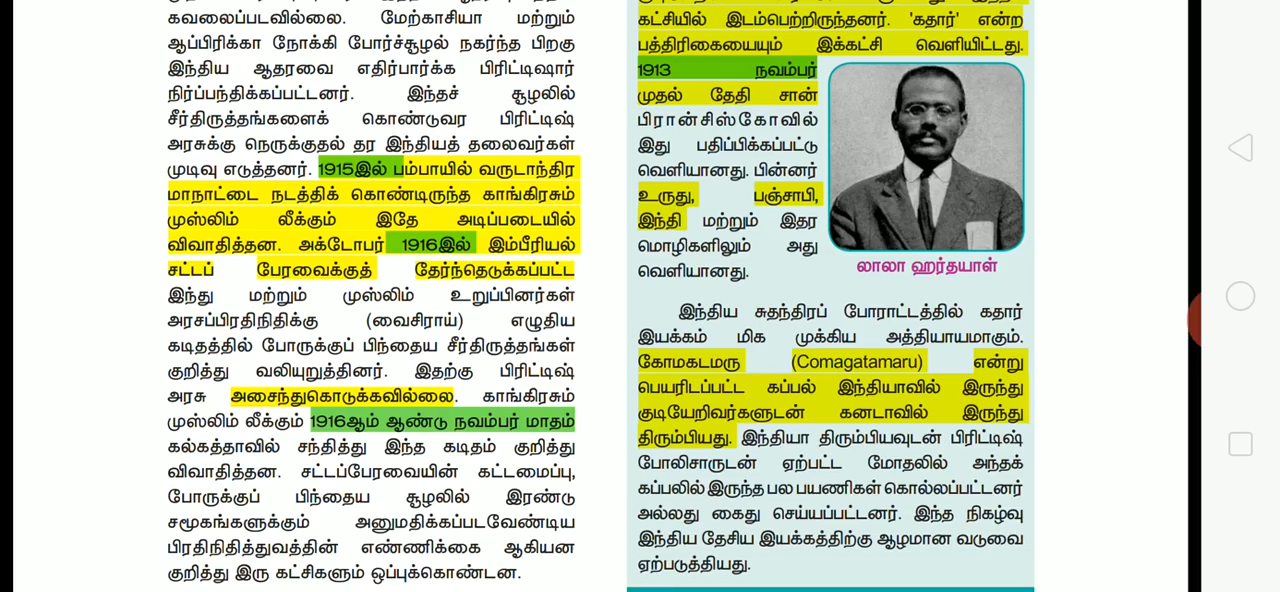 கவலைப்படவில்லை. மேற்காசியா மற்றும்
ஆப்பிரிக்கா நோக்கி போர்ச்சூழல் நகர்ந்த பிறகு
இந்திய ஆதரவை எதிர்பார்க்க பிரிட்டிஷார்
நிர்ப்பந்திக்கப்பட்டனர். இந்தச் சூழலில்
சீர்திருத்தங்களைக் கொண்டுவர பிரிட்டிஷ்
அரசுக்கு நெருக்குதல் தர இந்தியத் தலைவர்கள்
முடிவு எடுத்தனர். 1915இல் பம்பாயில் வருடாந்திர
மாநாட்டை நடத்திக் கொண்டிருந்த காங்கிரசும்
முஸ்லிம் லீக்கும் இதே அடிப்படையில்
விவாதித்தன. அக்டோபர் 1916இல் இம்பீரியல்
சட்டப் பேரவைக்குத் தேர்ந்தெடுக்கப்பட்ட
இந்து மற்றும் முஸ்லிம் உறுப்பினர்கள்
அரசப்பிரதிநிதிக்கு (வைசிராய்) எழுதிய
கடிதத்தில் போருக்குப் பிந்தைய சீர்திருத்தங்கள்
குறித்து வலியுறுத்தினர். இதற்கு பிரிட்டிஷ்
அரசு அசைந்துகொடுக்கவில்லை. காங்கிரசும்
முஸ்லிம் லீக்கும் 1916ஆம் ஆண்டு நவம்பர் மாதம்
கல்கத்தாவில் சந்தித்து இந்த கடிதம் குறித்து
விவாதித்தன. சட்டப்பேரவையின் கட்டமைப்பு,
போருக்குப் பிந்தைய சூழலில் இரண்டு
சமூகங்களுக்கும் அனுமதிக்கப்படவேண்டிய
பிரதிநிதித்துவத்தின் எண்ணிக்கை ஆகியன
குறித்து இரு கட்சிகளும் ஒப்புக்கொண்டன.
கட்சியில் இடம்பெற்றிருந்தனர். 'கதார்' என்ற
பத்திரிகையையும் இக்கட்சி வெளியிட்டது.
1913 நவம்பர்
முதல் தேதி சான்
பிரான்சிஸ்கோவில்
இது பதிப்பிக்கப்பட்டு
வெளியானது. பின்னர்
உருது, பஞ்சாபி,
இந்தி மற்றும் இதர
மொழிகளிலும் அது
வெளியானது.
லாலா ஹர்தயாள்
இந்திய சுதந்திரப் போராட்டத்தில் கதார்
இயக்கம் மிக முக்கிய அத்தியாயமாகும்.
கோமகடமரு (Comagatamaru) என்று
பெயரிடப்பட்ட கப்பல் இந்தியாவில் இருந்து
குடியேறிவர்களுடன் கனடாவில் இருந்து
திரும்பியது. இந்தியா திரும்பியவுடன் பிரிட்டிஷ்
போலிசாருடன் ஏற்பட்ட மோதலில் அந்தக்
கப்பலில் இருந்த பல பயணிகள் கொல்லப்பட்டனர்
அல்லது கைது செய்யப்பட்டனர். இந்த நிகழ்வு
இந்திய தேசிய இயக்கத்திற்கு ஆழமான வடுவை
ஏற்படுத்தியது.